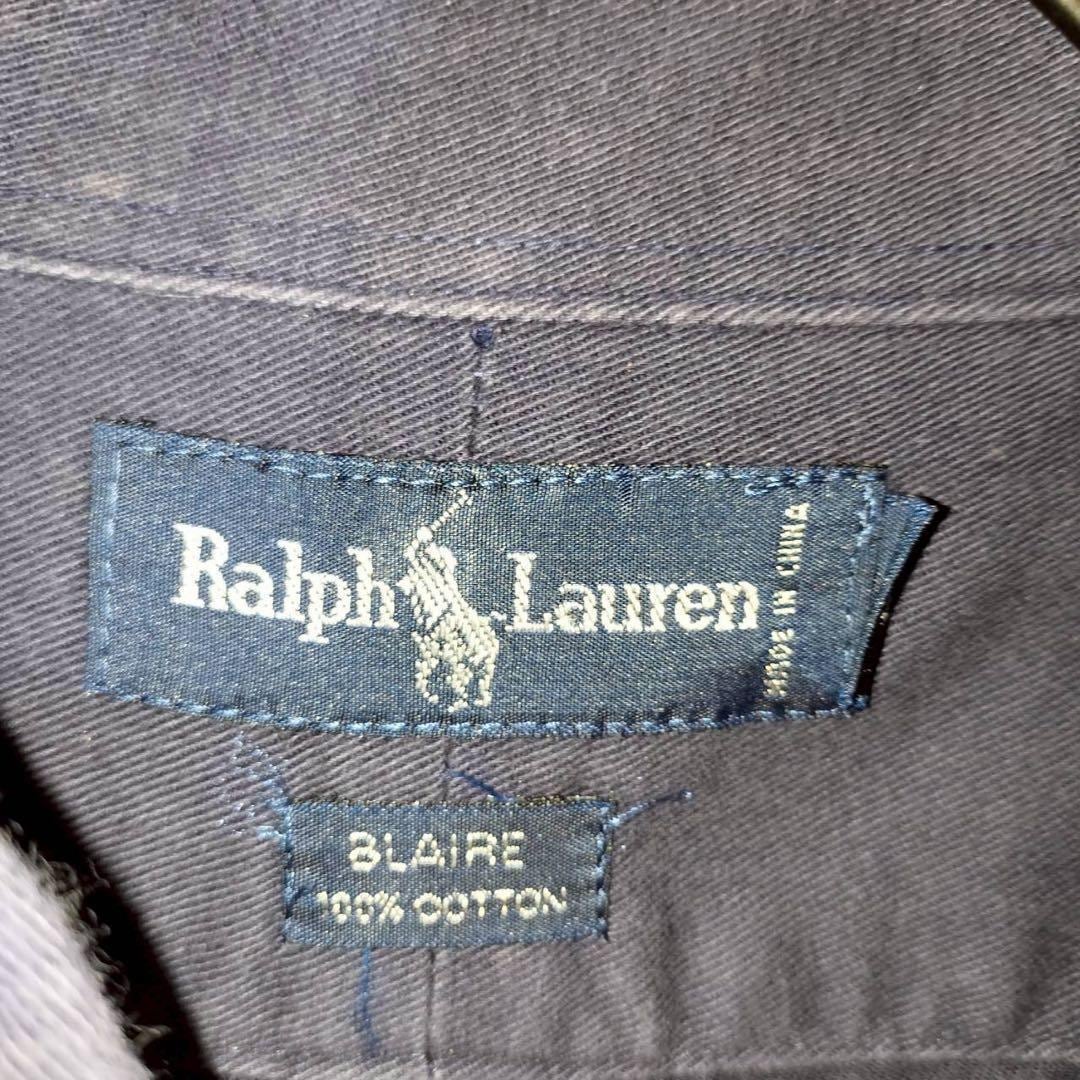 Ralph Lauren
MADE IN CHINA
BLAIRE
100% COTTON